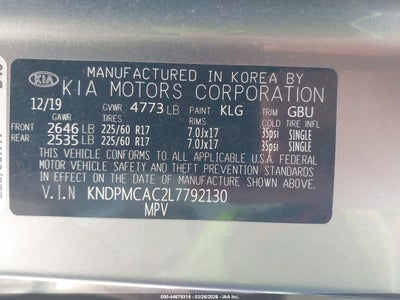 MANUFACTURED IN KOREA BY
KIA KIA MOTORS CORPORATION
12/19 GVWR 4773 LB PAINT KLG TRIM GBU
GAWR TIRES RIMS COLD TIRE INFL
FRONT 2646 LB 225/60 R17 7.0Jx17 35psi SINGLE
REAR 2535 LB 225/60 R17 7.0Jx17 35psi SINGLE
THIS VEHICLE CONFORMS TO ALL APPLICABLE U.S. FEDERAL
MOTOR VEHICLE SAFETY, BUMPER, AND THEFT PREVENTION
STANDARDS IN EFFECT ON THE DATE OF MANUFACTURE
SHOWN ABOVE.
V.I.N KNDPMCAC2L7792130
MPV
000-44679314 - 03/28/2026 - IAA Inc.